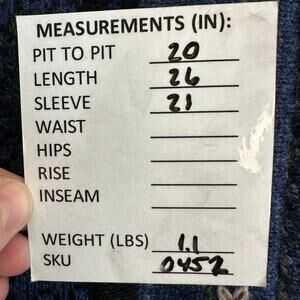 MEASUREMENTS (IN):
PIT TO PIT 20
LENGTH 26
SLEEVE 21
WAIST
HIPS
RISE
INSEAM
WEIGHT (LBS) 1.1
SKU 0452